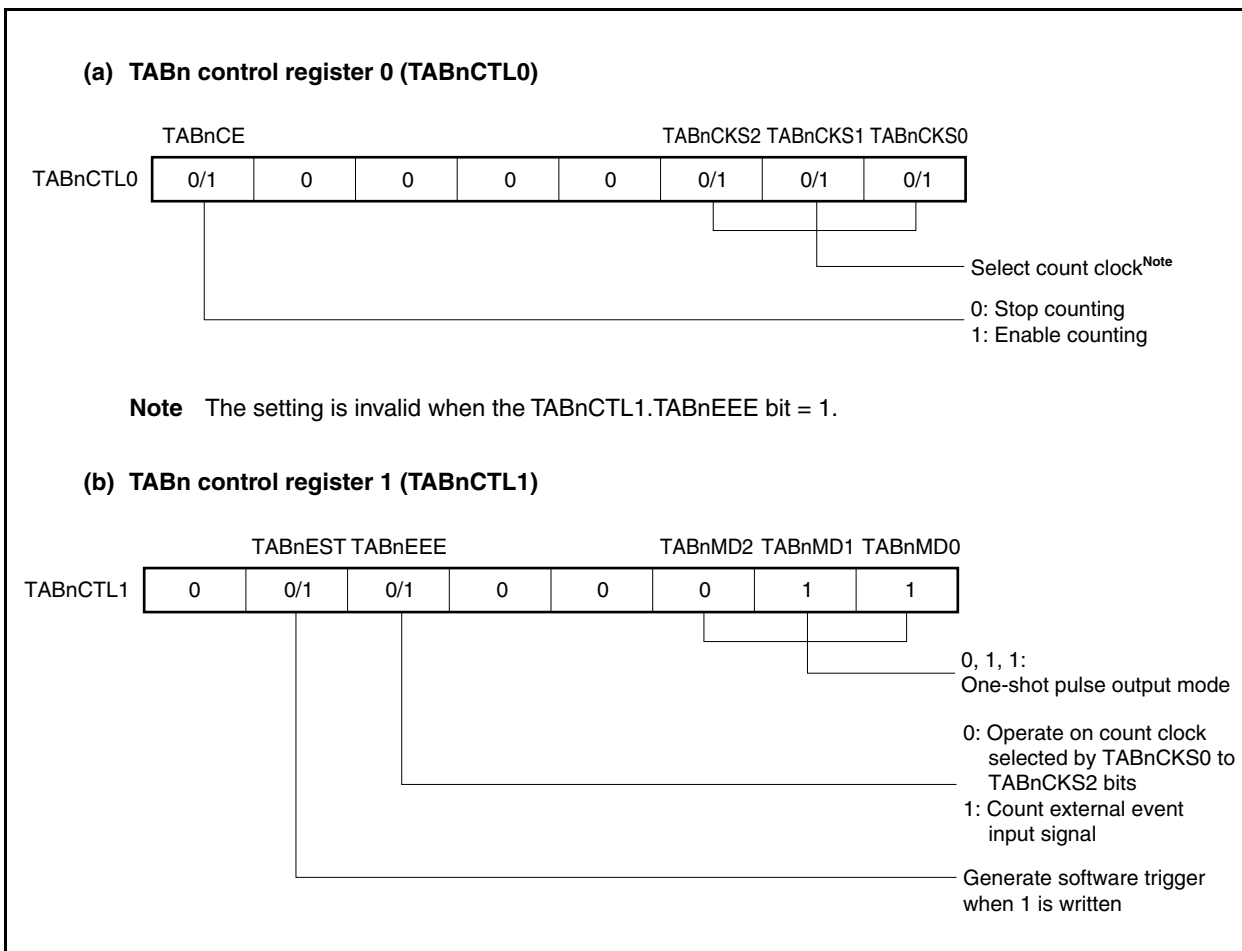 (a) TABn control register 0 (TABnCTL0)
TABnCE TABnCKS2 TABnCKS1 TABnCKS0
TABnCTL0 0/1 0 0 0 0 0/1 0/1 0/1
Select count clockNote
0: Stop counting
1: Enable counting
Note The setting is invalid when the TABnCTL1.TABnEEE bit = 1.
(b) TABn control register 1 (TABnCTL1)
TABnEST TABnEEE TABnMD2 TABnMD1 TABnMD0
TABnCTL1 0 0/1 0/1 0 0 0 1 1
0, 1, 1:
One-shot pulse output mode
0: Operate on count clock
selected by TABnCKS0 to
TABnCKS2 bits
1: Count external event
input signal
Generate software trigger
when 1 is written